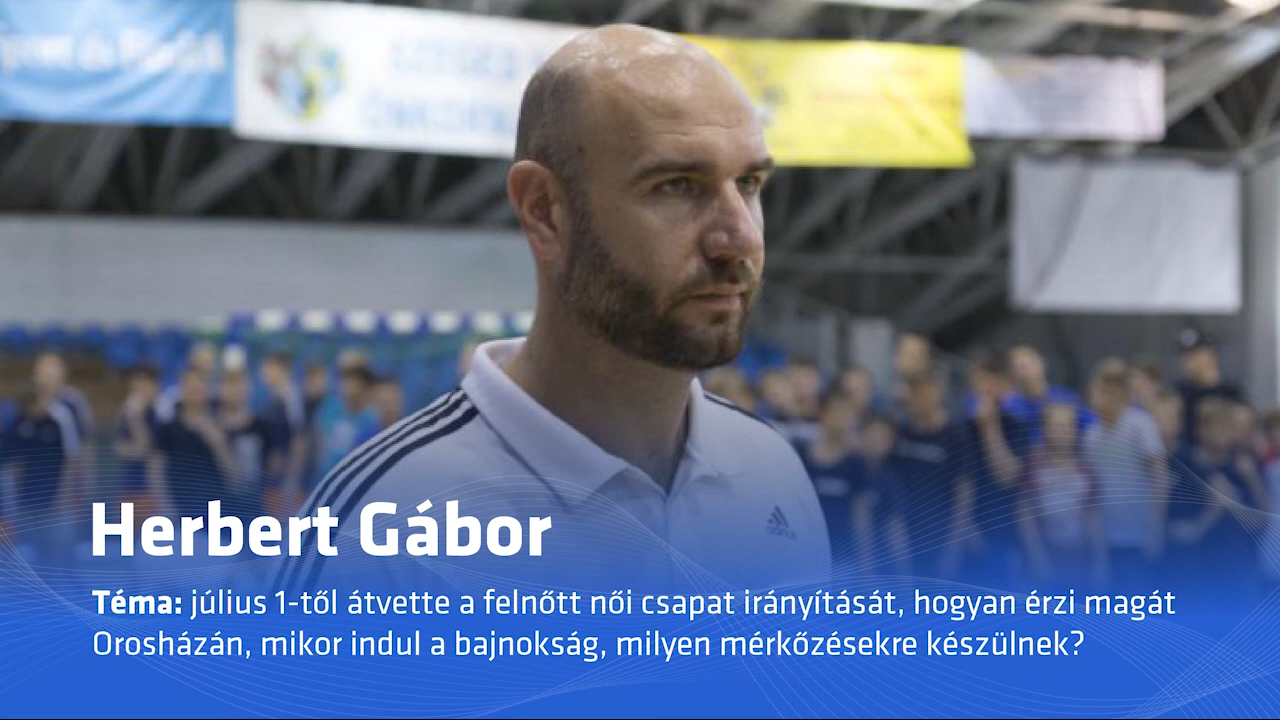 Herbert Gábor
Téma: július 1-től átvette a felnőtt női csapat irányítását, hogyan érzi magát
Orosházán, mikor indul a bajnokság, milyen mérkőzésekre készülnek?